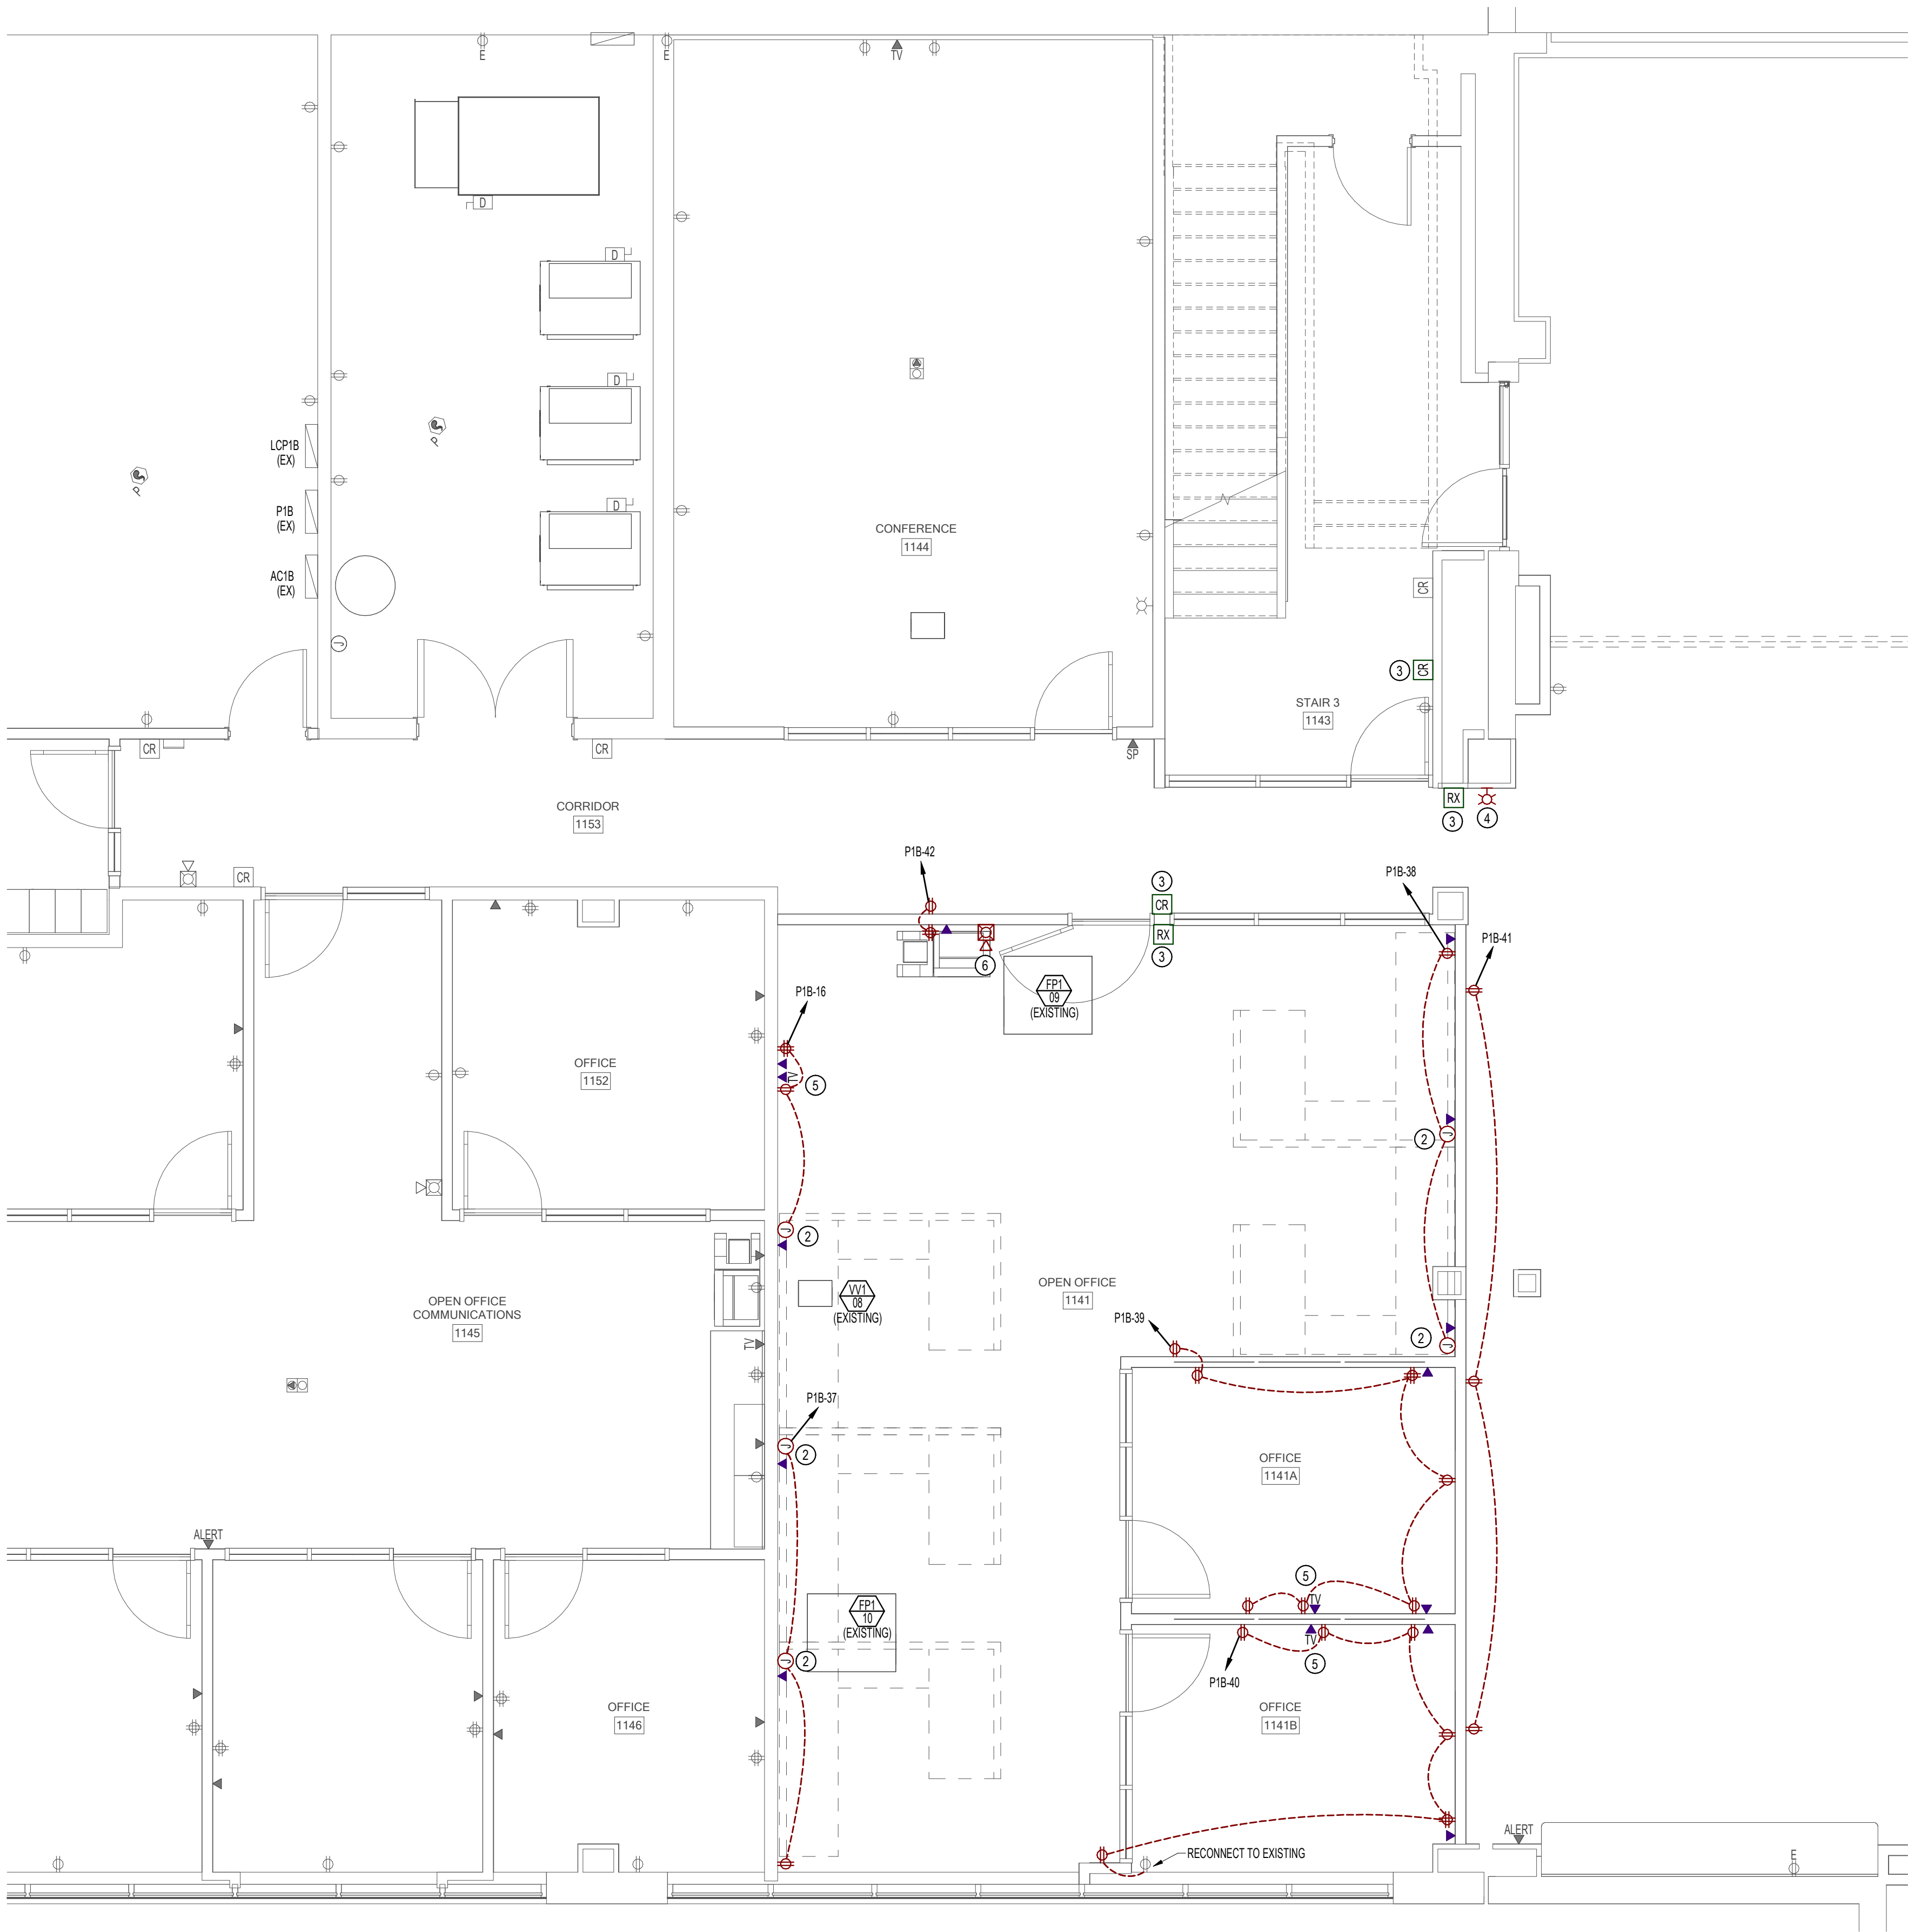 E
E
TV
D
D
D
D
P
P
LCP1B
(EX)
P1B
(EX)
AC1B
(EX)
J
CONFERENCE
1144
CR
3
CR
STAIR 3
1143
SP
CR
CR
RX
3
4
CORRIDOR
1153
CR
P1B-42
3
CR
RX
3
6
P1B-38
P1B-41
FP1
09
(EXISTING)
P1B-16
TV
5
OFFICE
1152
J
2
J
2
VV1
08
(EXISTING)
OPEN OFFICE
1141
OPEN OFFICE
COMMUNICATIONS
1145
TV
P1B-39
2
J
P1B-37
J
2
OFFICE
1141A
ALERT
5
TV
FP1
10
(EXISTING)
J
2
TV
5
P1B-40
OFFICE
1146
OFFICE
1141B
RECONNECT TO EXISTING
ALERT
E